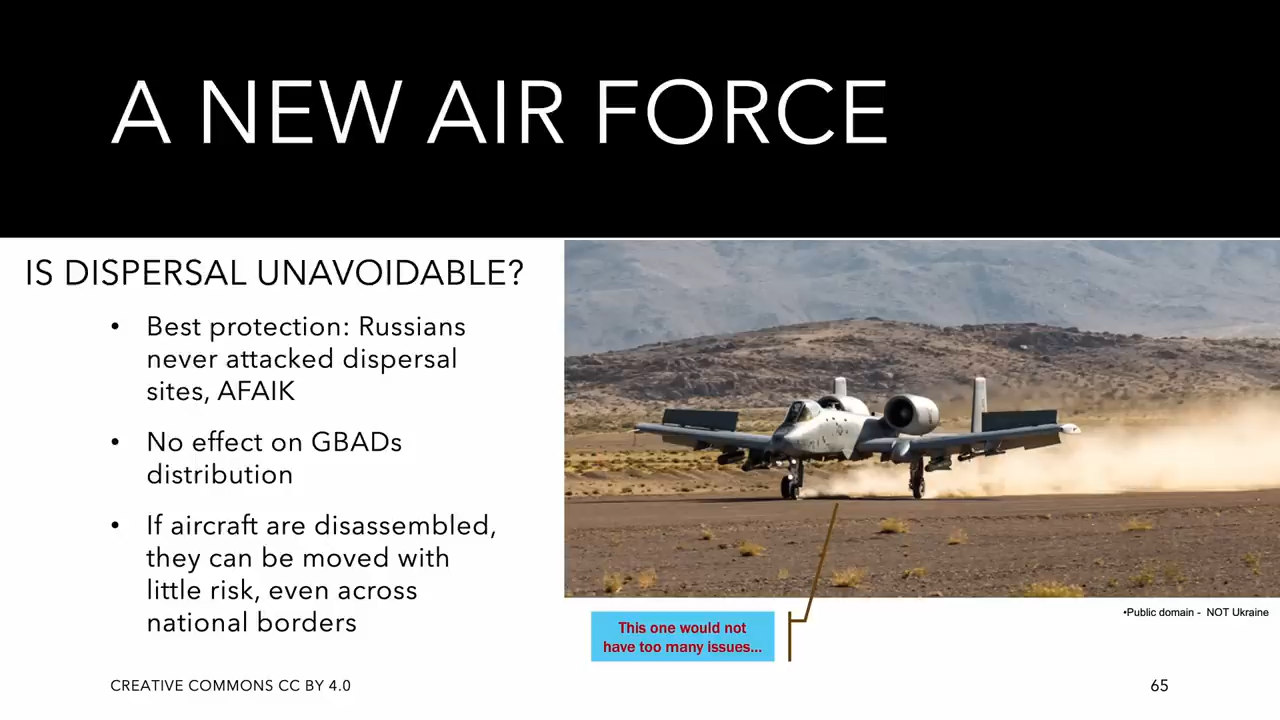 A NEW AIR FORCE
IS DISPERSAL UNAVOIDABLE?
• Best protection: Russians
never attacked dispersal
sites, AFAIK
• No effect on GBADs
distribution
• If aircraft are disassembled,
they can be moved with
little risk, even across
national borders
•Public domain - NOT Ukraine
This one would not
have too many issues...
CREATIVE COMMONS CC BY 4.0
65